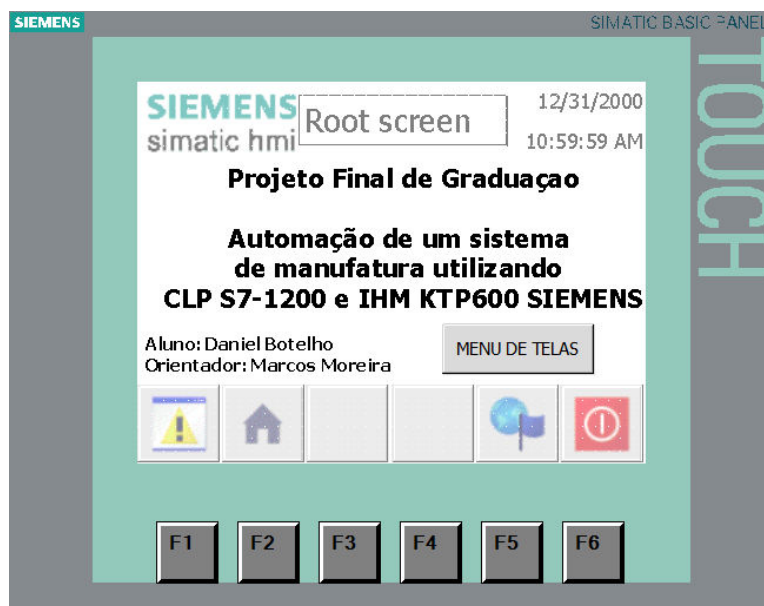 SIEMENS
SIMATIC BASIC PANEL
TOUCH
SIEMENS
simatic hmi
Root screen
12/31/2000
10:59:59 AM
Projeto Final de Graduaçao
Automação de um sistema
de manufatura utilizando
CLP S7-1200 e IHM KTP600 SIEMENS
Aluno: Daniel Botelho
Orientador: Marcos Moreira
MENU DE TELAS
F1 F2 F3 F4 F5 F6